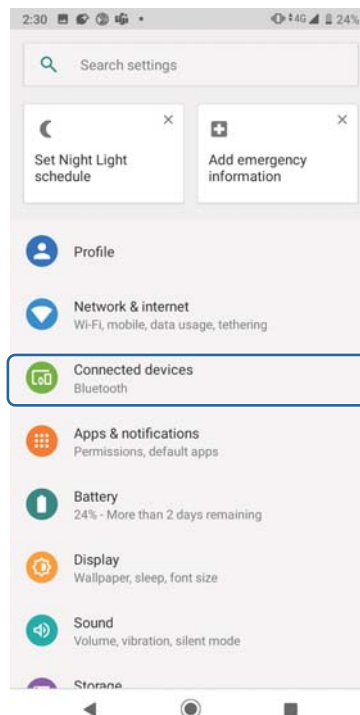 2:30
4G 24%
Search settings
Set Night Light
schedule
Add emergency
information
Profile
Network & internet
Wi-Fi, mobile, data usage, tethering
Connected devices
Bluetooth
Apps & notifications
Permissions, default apps
Battery
24% - More than 2 days remaining
Display
Wallpaper, sleep, font size
Sound
Volume, vibration, silent mode
Storage